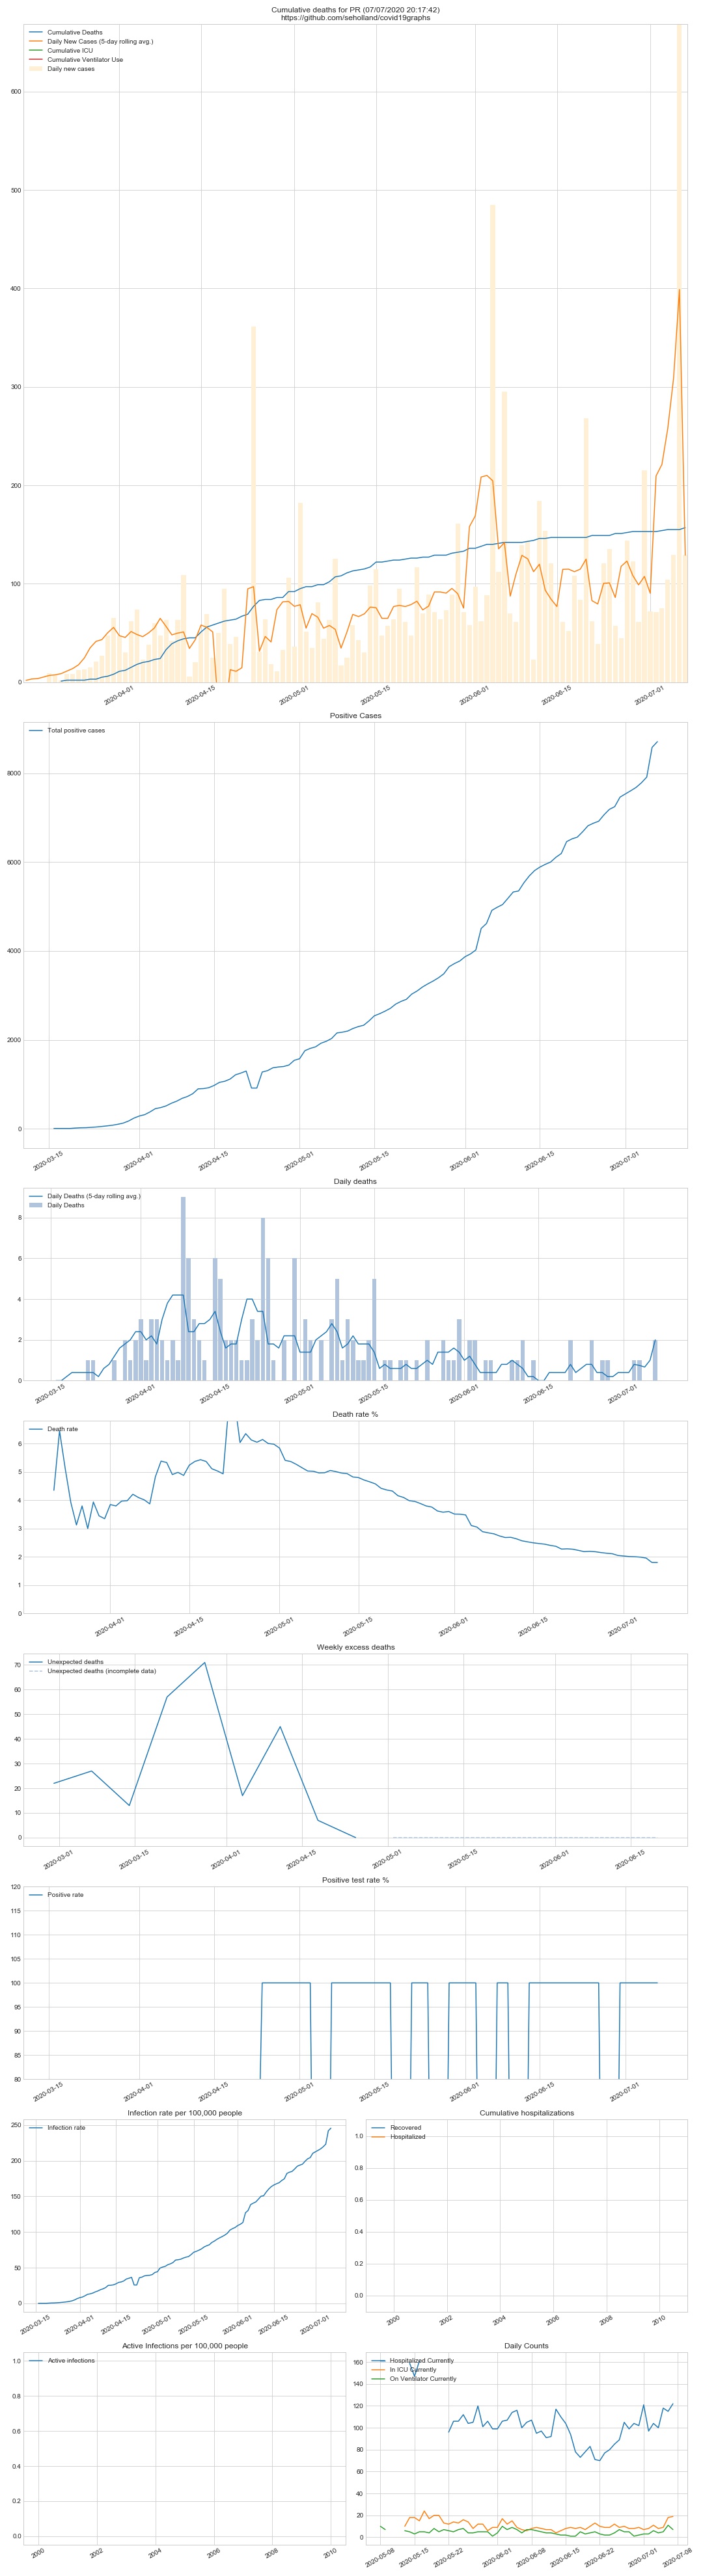 Cumulative deaths for PR (07/07/2020 20:17:42)
https://github.com/seholland/covid19graphs
Cumulative Deaths
Daily New Cases (5-day rolling avg.)
Cumulative ICU
Cumulative Ventilator Use
Daily new cases
600
500
400
300
200
100
0
2020-04-01 2020-04-15 2020-05-01 2020-05-15 2020-06-01 2020-06-15 2020-07-01
Positive Cases
Total positive cases
8000
6000
4000
2000
0
2020-03-15 2020-04-01 2020-04-15 2020-05-01 2020-05-15 2020-06-01 2020-06-15 2020-07-01
Daily deaths
Daily Deaths (5-day rolling avg.)
Daily Deaths
8
6
4
2
0
2020-03-15 2020-04-01 2020-04-15 2020-05-01 2020-05-15 2020-06-01 2020-06-15 2020-07-01
Death rate %
Death rate
6
5
4
3
2
1
0
2020-04-01 2020-04-15 2020-05-01 2020-05-15 2020-06-01 2020-06-15 2020-07-01
Weekly excess deaths
Unexpected deaths
Unexpected deaths (incomplete data)
70
60
50
40
30
20
10
0
2020-03-01 2020-03-15 2020-04-01 2020-04-15 2020-05-01 2020-05-15 2020-06-01 2020-06-15
Positive test rate %
Positive rate
120
115
110
105
100
95
90
85
80
2020-03-15 2020-04-01 2020-04-15 2020-05-01 2020-05-15 2020-06-01 2020-06-15 2020-07-01
Infection rate per 100,000 people
Infection rate
250
200
150
100
50
0
2020-03-15 2020-04-01 2020-04-15 2020-05-01 2020-05-15 2020-06-01 2020-06-15 2020-07-01
Cumulative hospitalizations
Recovered
Hospitalized
1.0
0.8
0.6
0.4
0.2
0.0
2000 2002 2004 2006 2008 2010
Active Infections per 100,000 people
Active infections
1.0
0.8
0.6
0.4
0.2
0.0
2000 2002 2004 2006 2008 2010
Daily Counts
Hospitalized Currently
In ICU Currently
On Ventilator Currently
160
140
120
100
80
60
40
20
0
2020-05-08 2020-05-15 2020-05-22 2020-06-01 2020-06-08 2020-06-15 2020-06-22 2020-07-01 2020-07-08